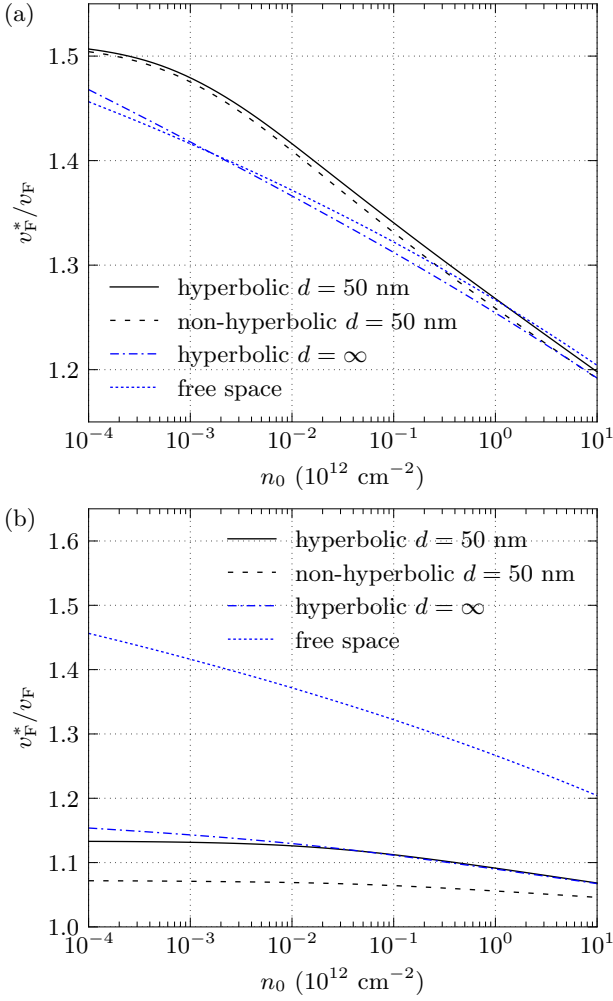 (a)
1.5
1.4
1.3
1.2
v*F/vF
hyperbolic d = 50 nm
non-hyperbolic d = 50 nm
hyperbolic d = ∞
free space
10⁻⁴ 10⁻³ 10⁻² 10⁻¹ 10⁰ 10¹
n₀ (10¹² cm⁻²)
(b)
1.6
1.5
1.4
1.3
1.2
1.1
1.0
v*F/vF
hyperbolic d = 50 nm
non-hyperbolic d = 50 nm
hyperbolic d = ∞
free space
10⁻⁴ 10⁻³ 10⁻² 10⁻¹ 10⁰ 10¹
n₀ (10¹² cm⁻²)